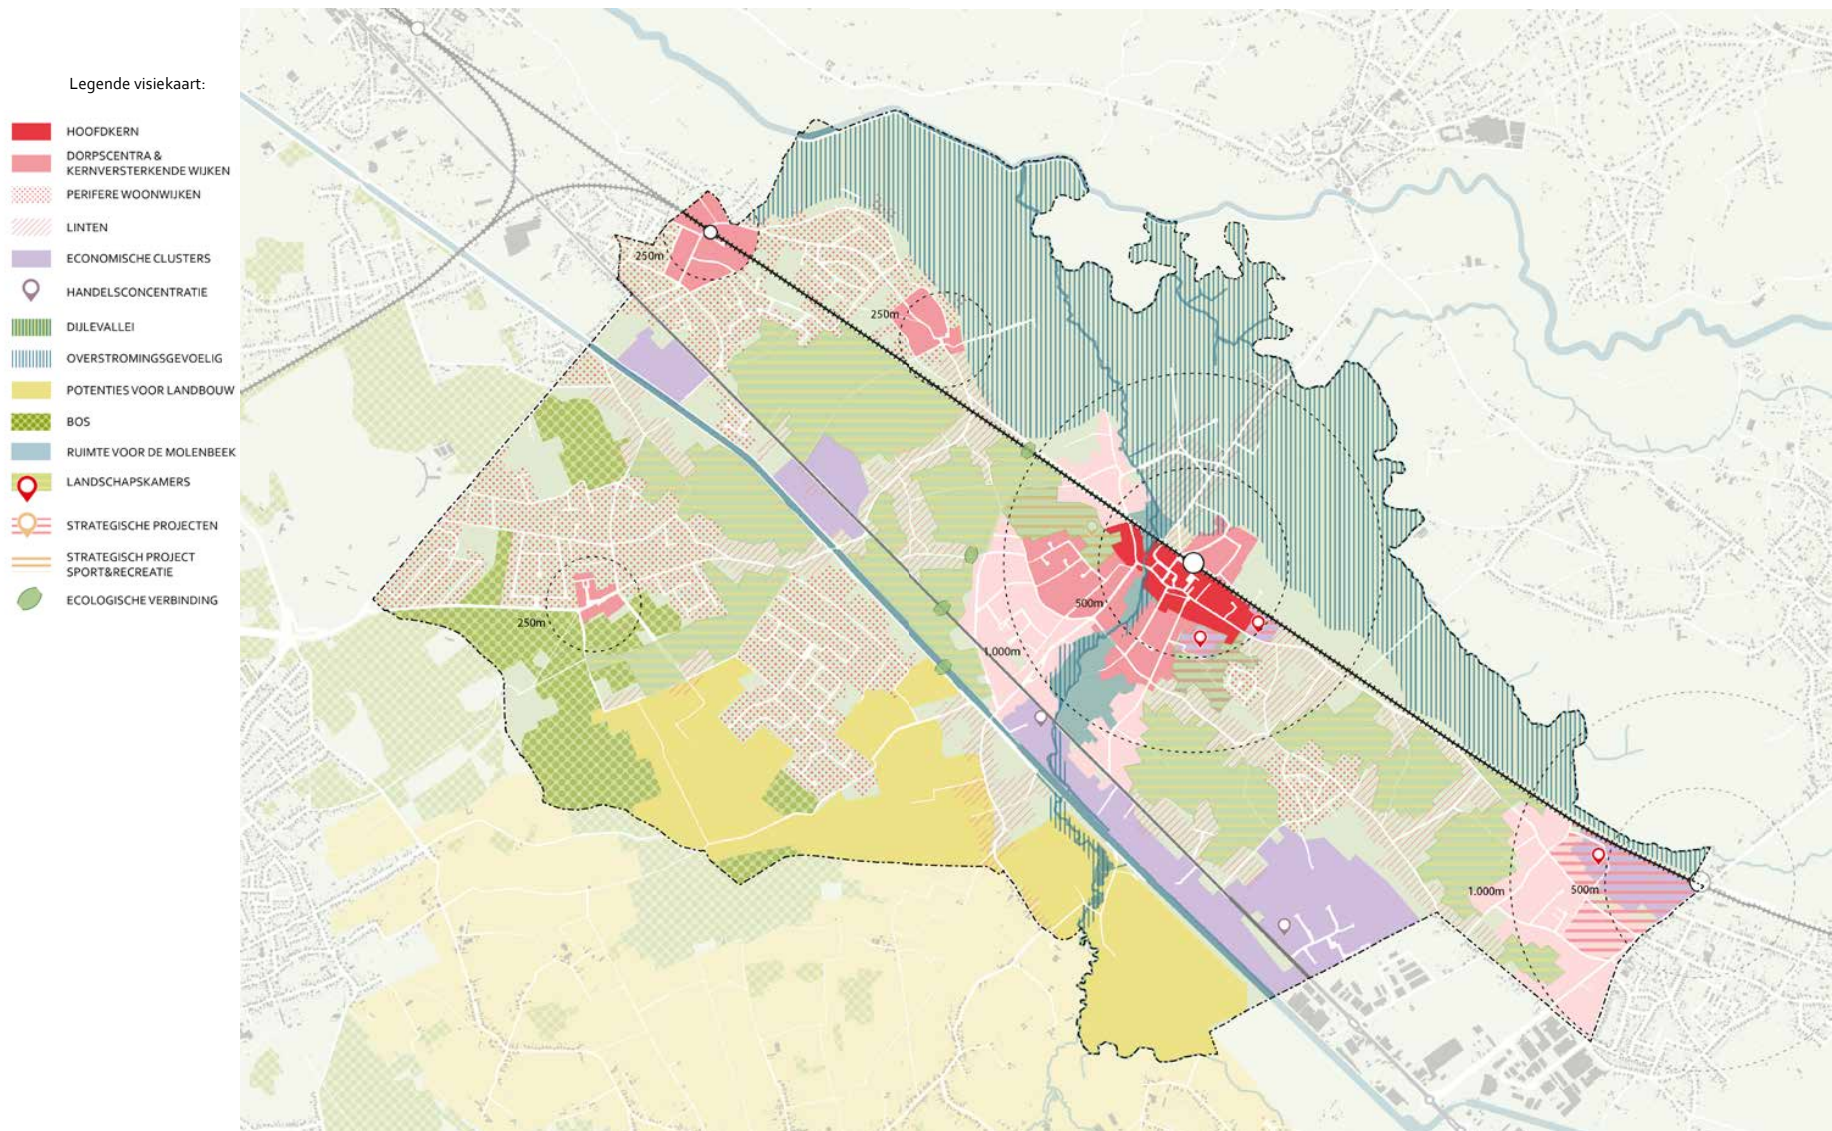 Legende visiekaart:
HOOFDKERN
DORPSCENTRA &
KERNVERSTERKENDE WIJKEN
PERIFERE WOONWIJKEN
LINTEN
ECONOMISCHE CLUSTERS
HANDELSCONCENTRATIE
DIJLEVALLEI
OVERSTROMINGSGEVOELIG
POTENTIES VOOR LANDBOUW
BOS
RUIMTE VOOR DE MOLENBEEK
LANDSCHAPSKAMERS
STRATEGISCHE PROJECTEN
STRATEGISCH PROJECT
SPORT&RECREATIE
ECOLOGISCHE VERBINDING
250m
250m
500m
250m
1.000m
1.000m
500m